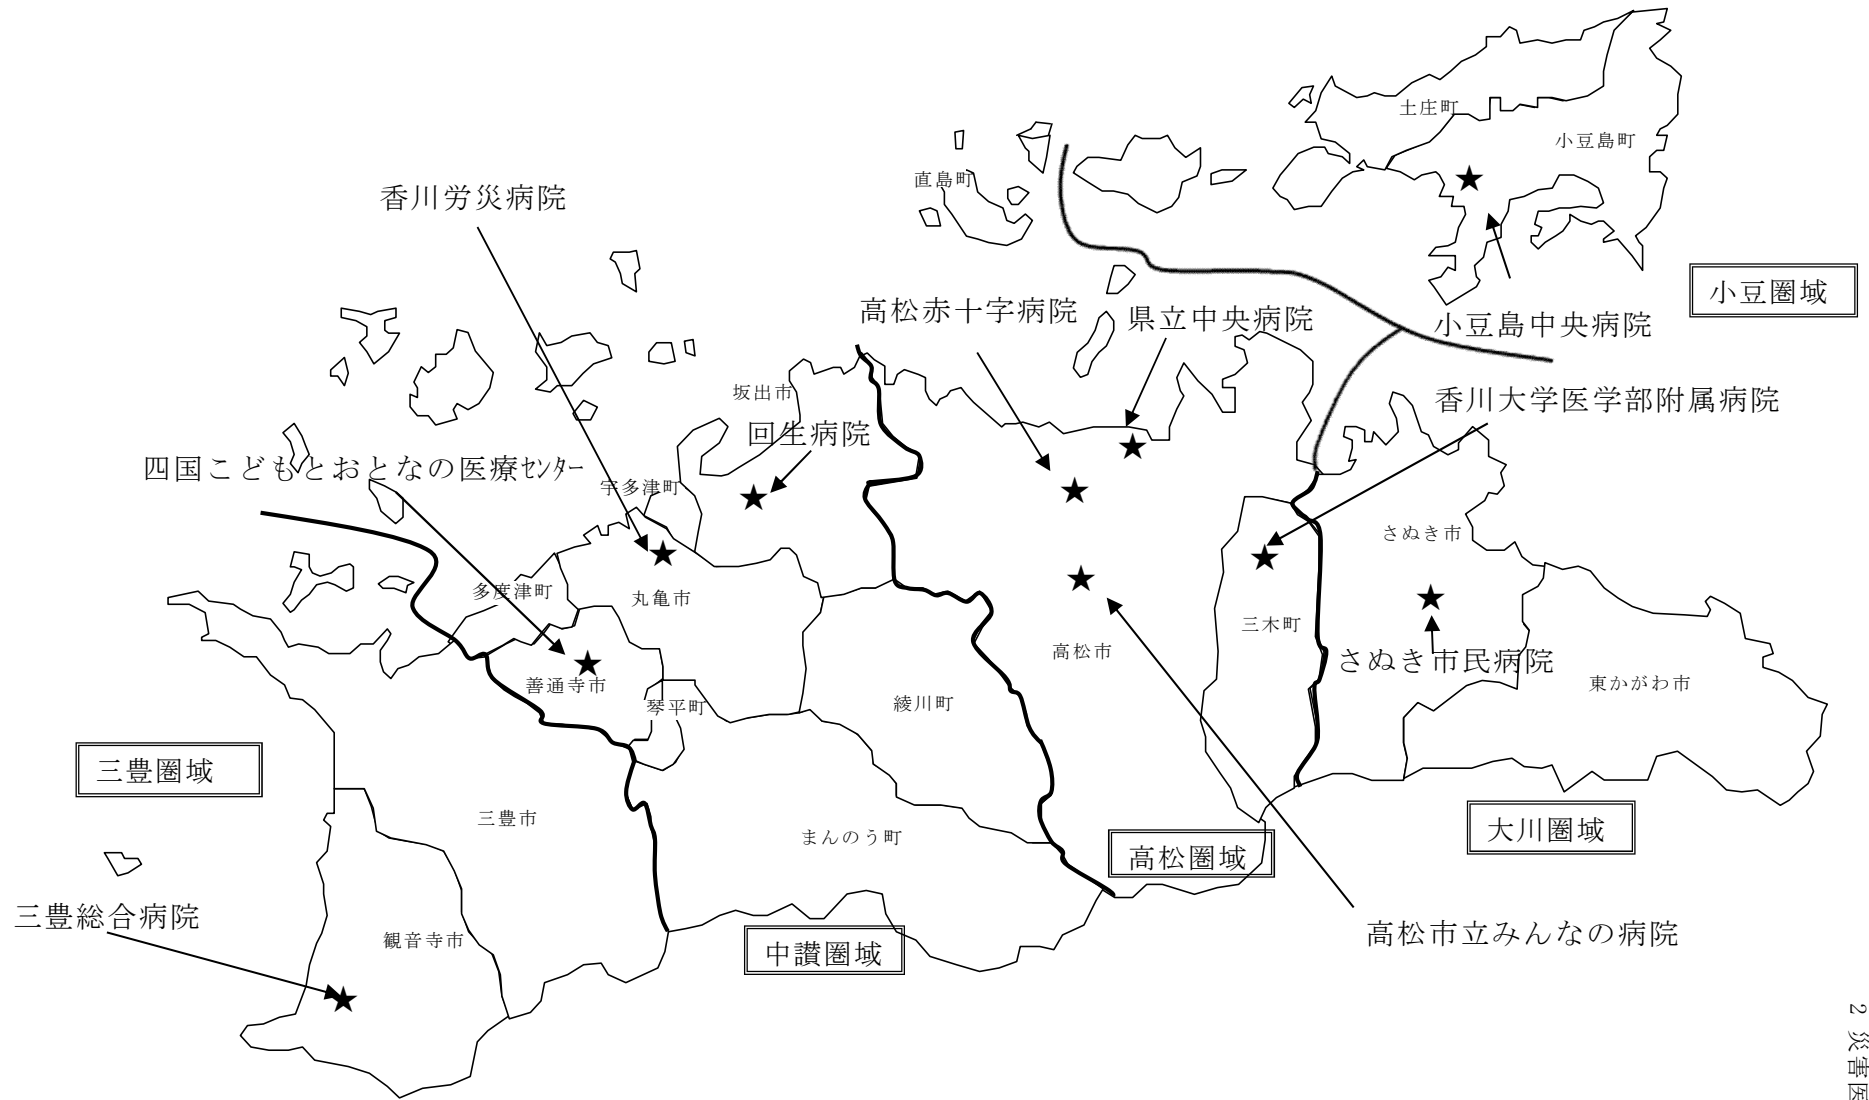 土庄町
小豆島町
直島町
香川労災病院
小豆圏域
高松赤十字病院
県立中央病院
小豆島中央病院
坂出市
香川大学医学部附属病院
回生病院
四国こどもとおとなの医療ｾﾝﾀｰ
宇多津町
さぬき市
多度津町
丸亀市
三木町
高松市
さぬき市民病院
善通寺市
東かがわ市
琴平町
綾川町
三豊圏域
三豊市
大川圏域
まんのう町
高松圏域
三豊総合病院
観音寺市
高松市立みんなの病院
中讃圏域
2 災害医